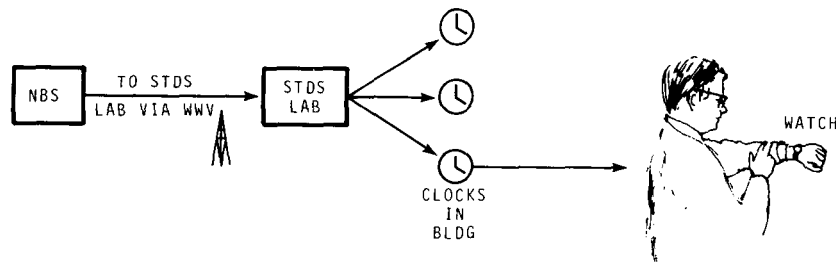 NBS
TO STDS
LAB VIA WWV
STDS
LAB
CLOCKS
IN
BLDG
WATCH